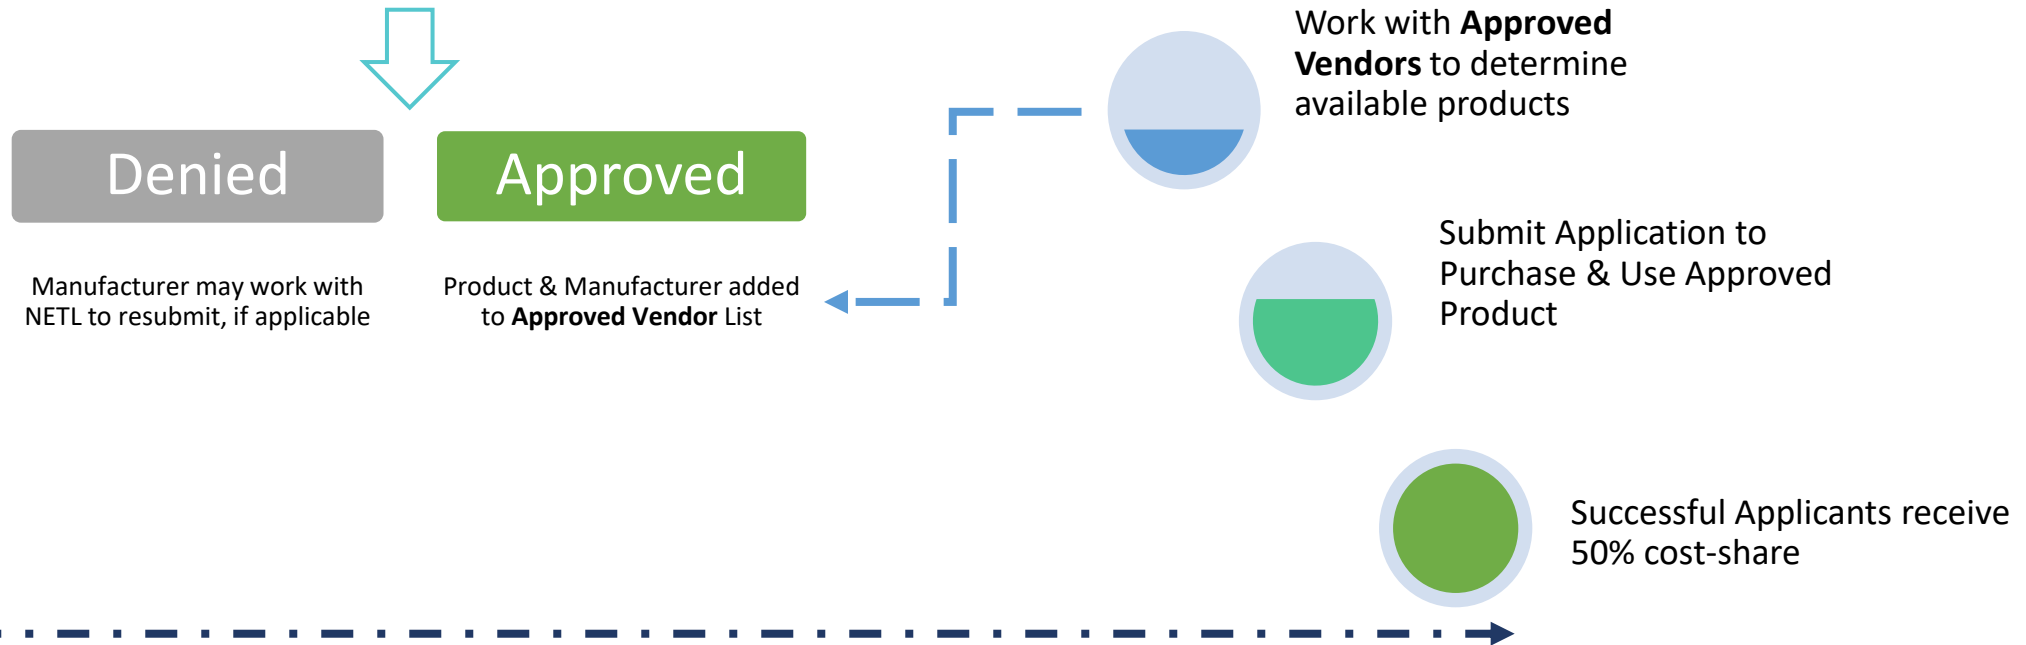 Denied
Manufacturer may work with
NETL to resubmit, if applicable
Approved
Product & Manufacturer added
to Approved Vendor List
Work with Approved
Vendors to determine
available products
Submit Application to
Purchase & Use Approved
Product
Successful Applicants receive
50% cost-share